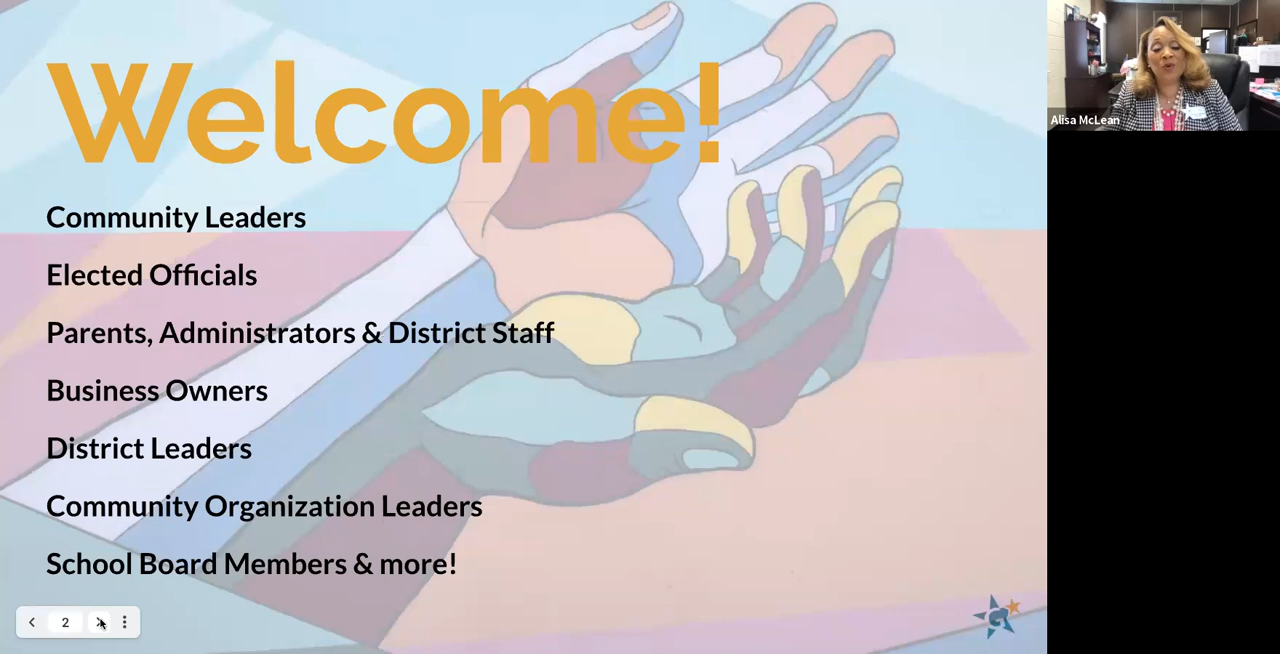 Welcome!
Community Leaders
Elected Officials
Parents, Administrators & District Staff
Business Owners
District Leaders
Community Organization Leaders
School Board Members & more!
2
Alisa McLean